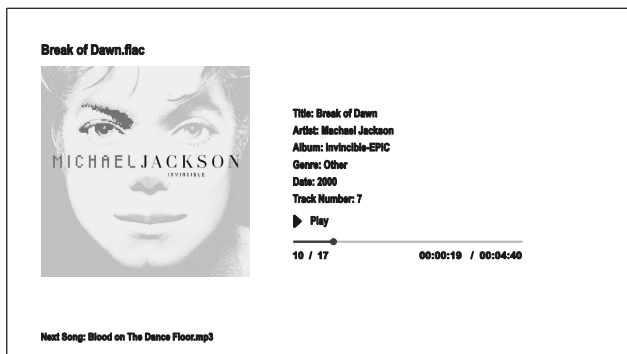 Break of Dawn.flac
MICHAELJACKSON
INVINCIBLE
Title: Break of Dawn
Artist: Machael Jackson
Album: Invincible-EPIC
Genre: Other
Date: 2000
Track Number: 7
Play
10 / 17 00:00:19 / 00:04:40
Next Song: Blood on The Dance Floor.mp3